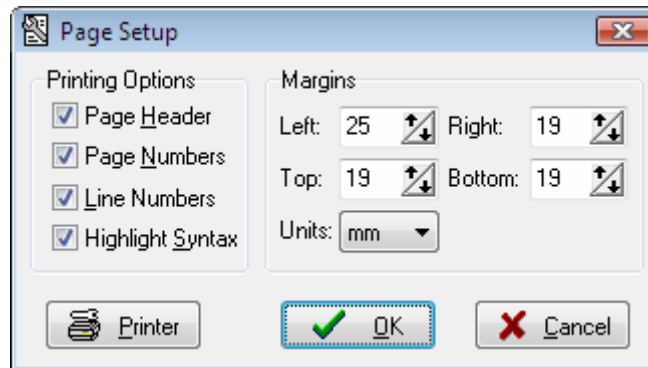 Page Setup
Printing Options
Page Header
Page Numbers
Line Numbers
Highlight Syntax
Margins
Left: 25 Right: 19
Top: 19 Bottom: 19
Units: mm
Printer
OK
Cancel